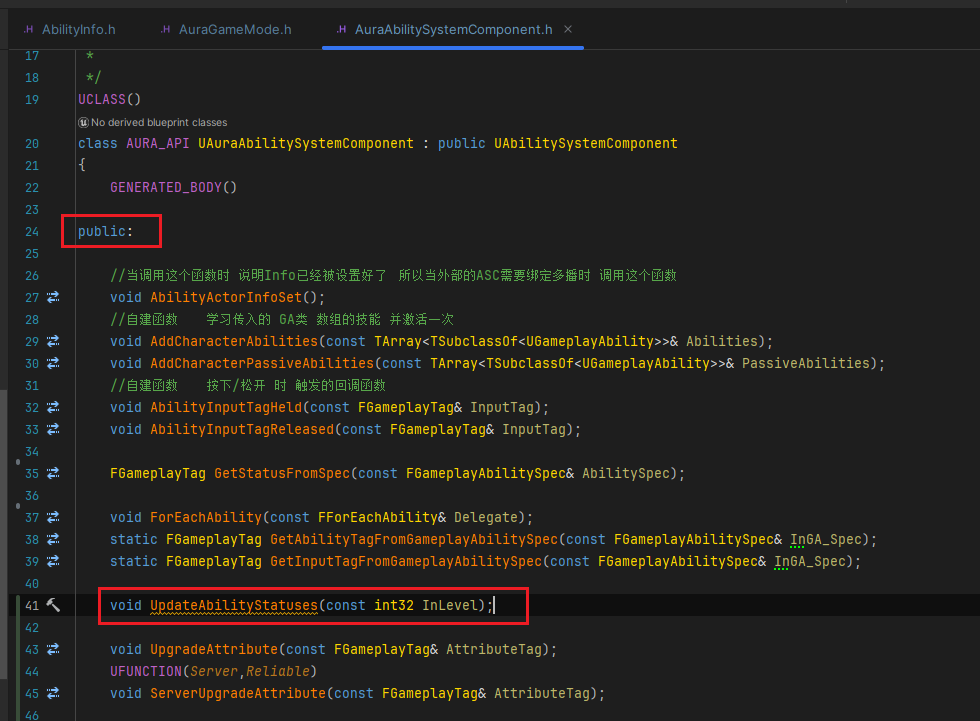 .H AbilityInfo.h .H AuraGameMode.h .H AuraAbilitySystemComponent.h ×
17 *
18 */
19 UCLASS()
No derived blueprint classes
20 class AURA_API UAuraAbilitySystemComponent : public UAbilitySystemComponent
21 {
22 GENERATED_BODY()
23
24 public:
25
26 //当调用这个函数时 说明Info已经被设置好了 所以当外部的ASC需要绑定多播时 调用这个函数
27 void AbilityActorInfoSet();
28 //自建函数 学习传入的 GA类 数组的技能 并激活一次
29 void AddCharacterAbilities(const TArray<TSubclassOf<UGameplayAbility>>& Abilities);
30 void AddCharacterPassiveAbilities(const TArray<TSubclassOf<UGameplayAbility>>& PassiveAbilities);
31 //自建函数 按下/松开 时 触发的回调函数
32 void AbilityInputTagHeld(const FGameplayTag& InputTag);
33 void AbilityInputTagReleased(const FGameplayTag& InputTag);
34
35 FGameplayTag GetStatusFromSpec(const FGameplayAbilitySpec& AbilitySpec);
36
37 void ForEachAbility(const FForEachAbility& Delegate);
38 static FGameplayTag GetAbilityTagFromGameplayAbilitySpec(const FGameplayAbilitySpec& InGA_Spec);
39 static FGameplayTag GetInputTagFromGameplayAbilitySpec(const FGameplayAbilitySpec& InGA_Spec);
40
41 void UpdateAbilityStatuses(const int32 InLevel);
42
43 void UpgradeAttribute(const FGameplayTag& AttributeTag);
44 UFUNCTION(Server,Reliable)
45 void ServerUpgradeAttribute(const FGameplayTag& AttributeTag);
46